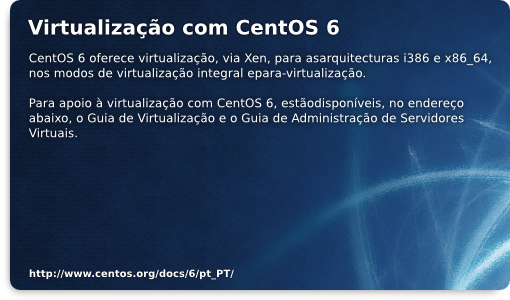 Virtualização com CentOS 6
CentOS 6 oferece virtualização, via Xen, para asarquitecturas i386 e x86_64,
nos modos de virtualização integral epara-virtualização.
Para apoio à virtualização com CentOS 6, estãodisponíveis, no endereço
abaixo, o Guia de Virtualização e o Guia de Administração de Servidores
Virtuais.
http://www.centos.org/docs/6/pt_PT/